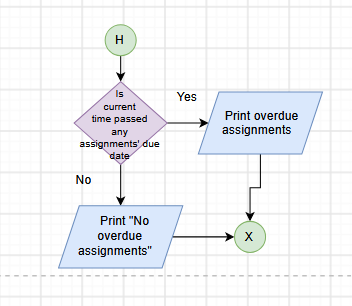 H
Is
current
time passed
any
assignments' due
date
Yes
Print overdue
assignments
No
Print "No
overdue
assignments"
X